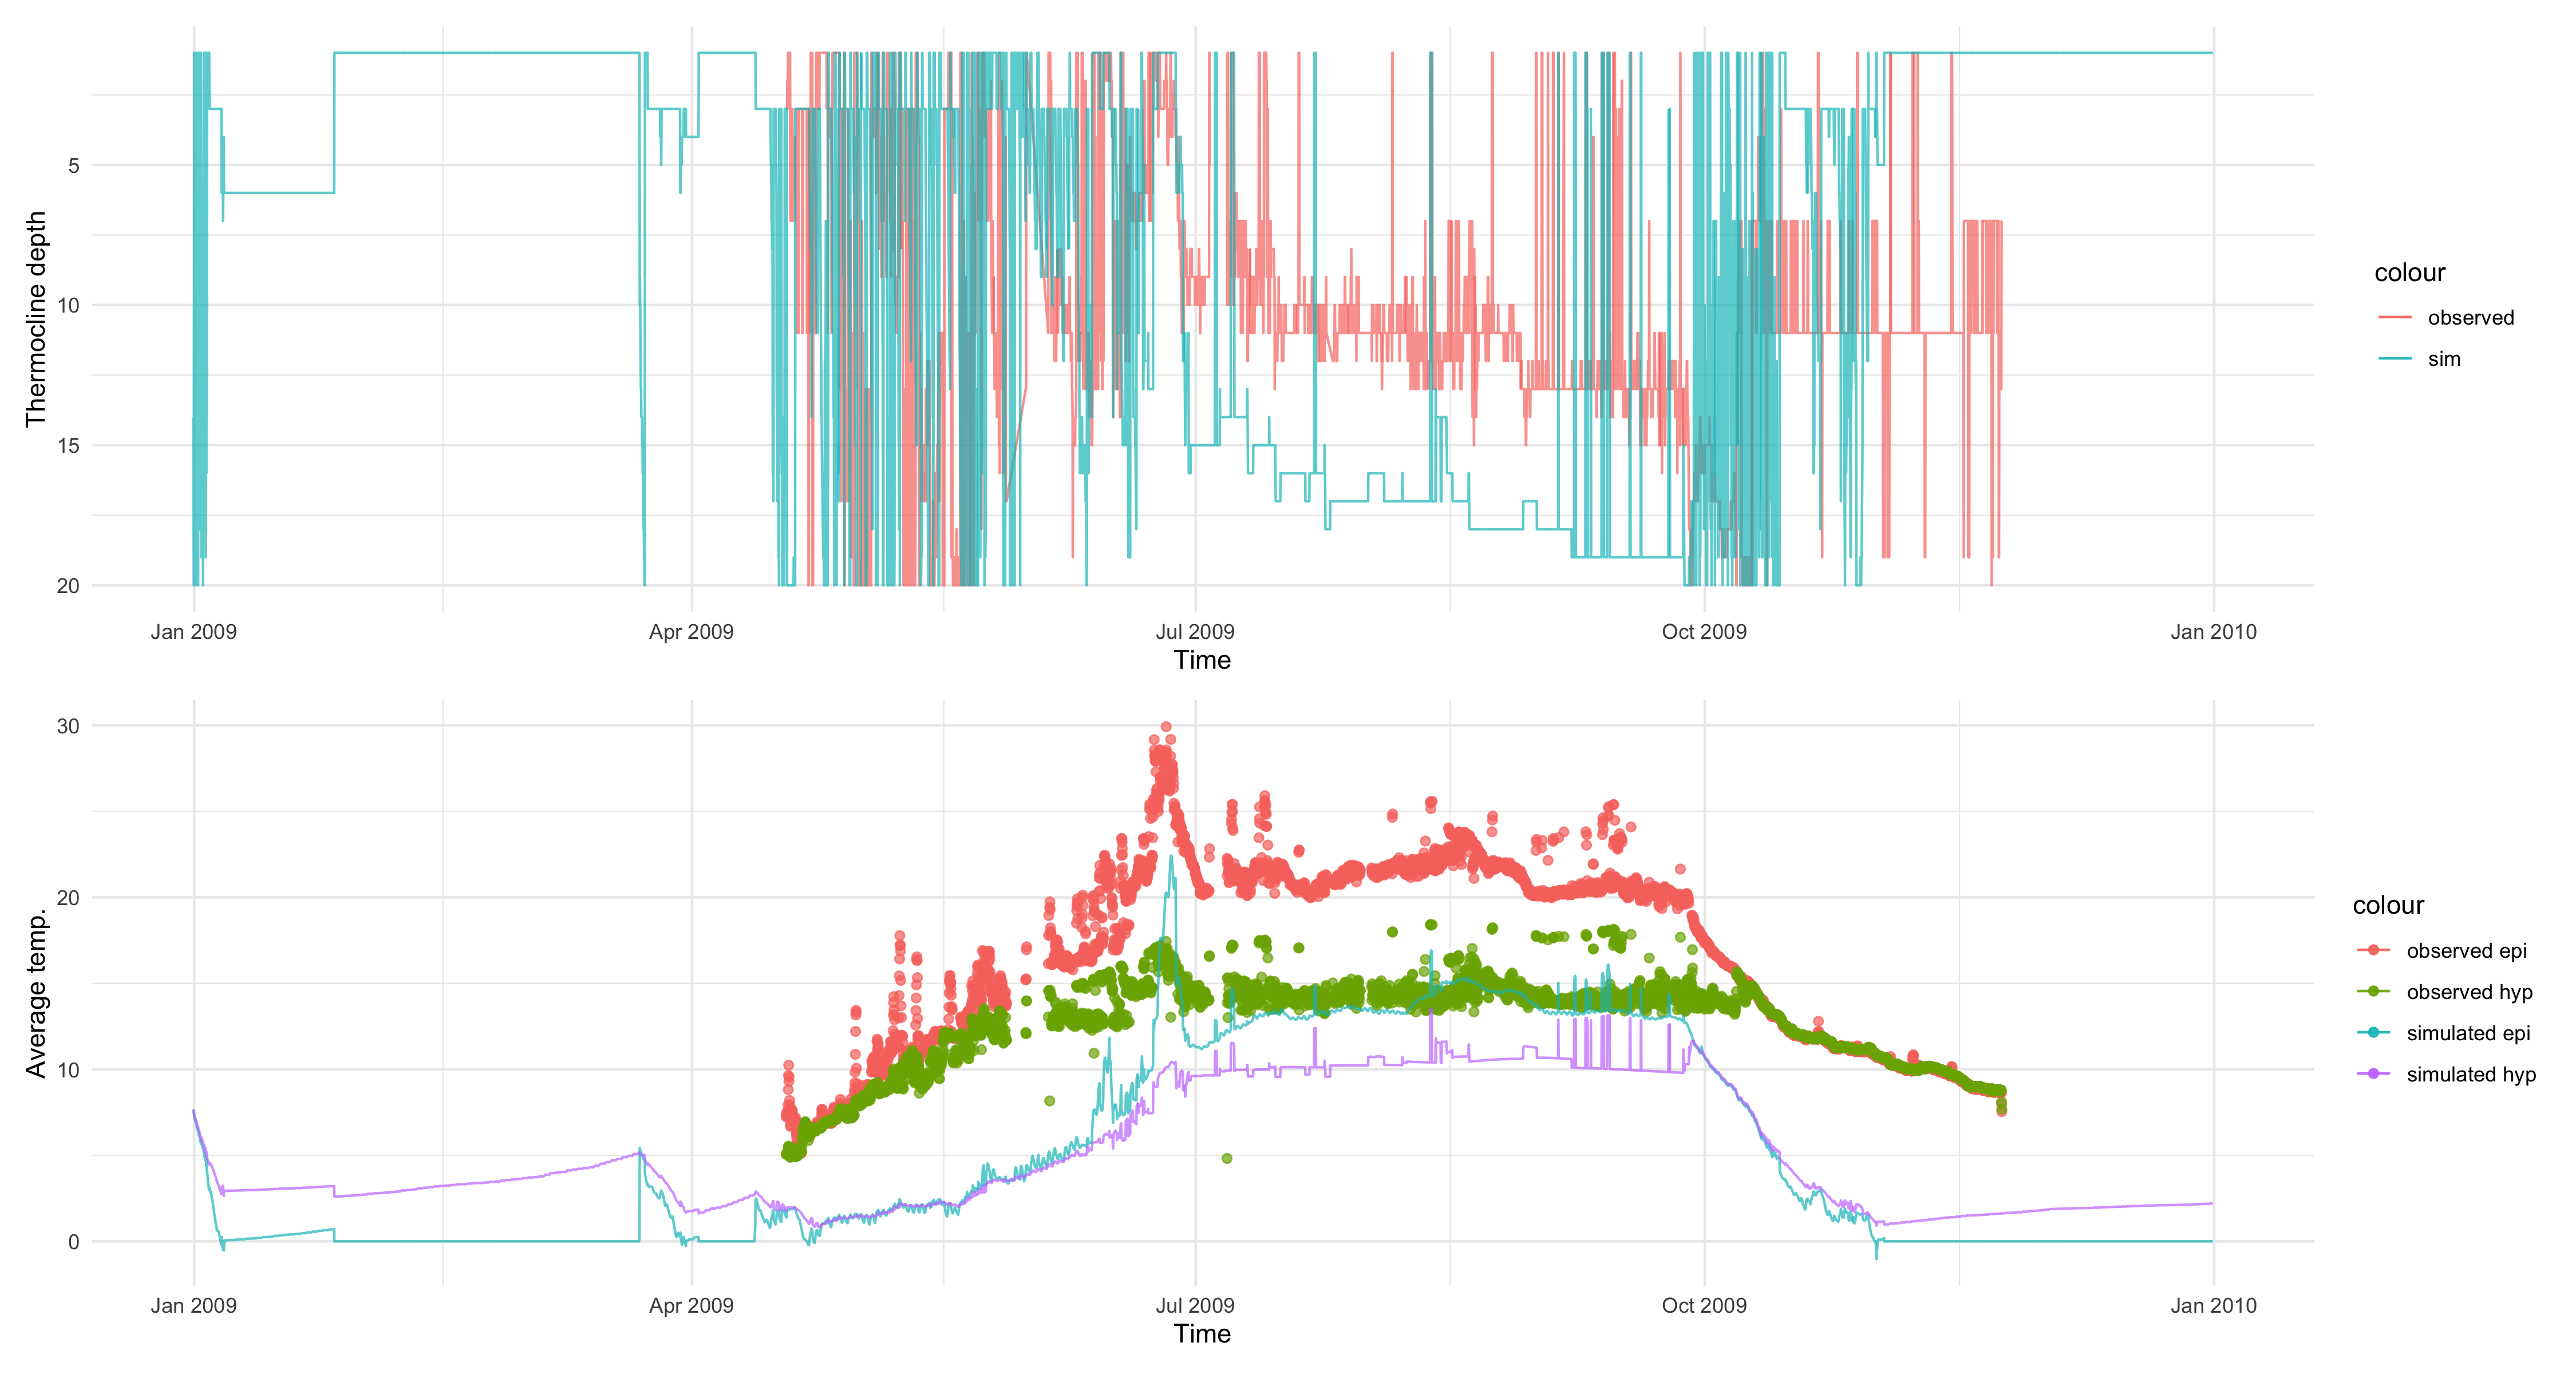 Thermocline depth
5
10
15
20
Jan 2009
Apr 2009
Jul 2009
Oct 2009
Jan 2010
Time
colour
observed
sim
Average temp.
30
20
10
0
Jan 2009
Apr 2009
Jul 2009
Oct 2009
Jan 2010
Time
colour
observed epi
observed hyp
simulated epi
simulated hyp